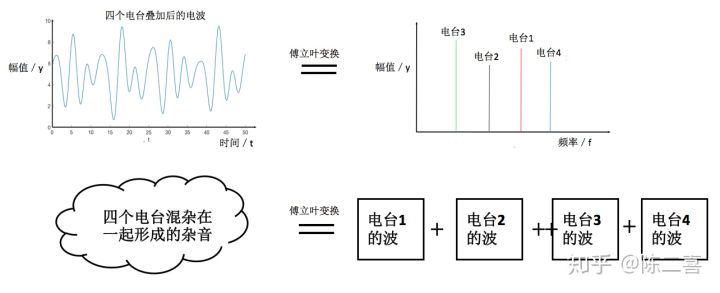 四个电台叠加后的电波
幅值 / y
10
8
6
4
2
0
0
5
10
15
20
25
30
35
40
45
50
. t
时间 / t
傅立叶变换
幅值 / y
电台3
电台2
电台1
电台4
频率 / f
四个电台混杂在
一起形成的杂音
傅立叶变换
电台1
的波
+
电台2
的波
++
电台3
的波
+
电台4
的波
知乎 @陈二喜